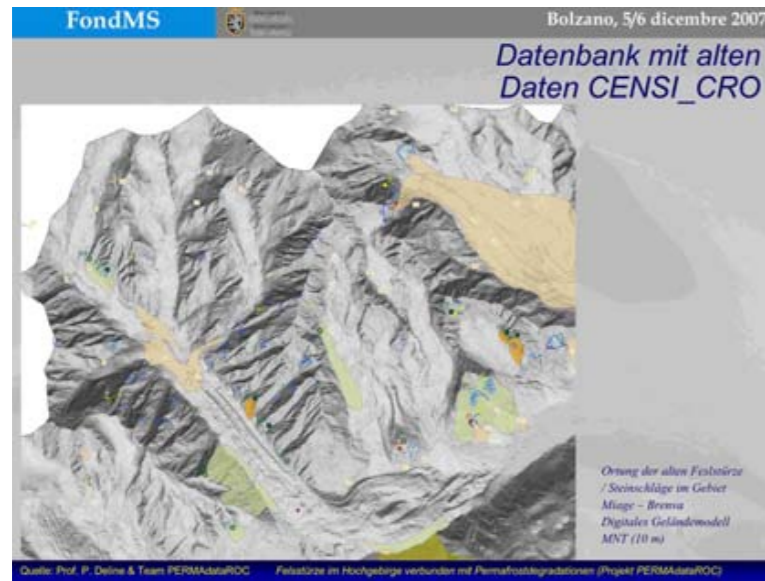 FondMS
Bolzano, 5/6 dicembre 2007
Datenbank mit alten
Daten CENSI_CRO
Ortung der alten Feslstürze
/ Steinschläge im Gebiet
Miage – Brenva
Digitales Geländemodell
MNT (10 m)
Quelle: Prof. P. Deline & Team PERMAdataROC
Felsstürze im Hochgebirge verbunden mit Permafrostdegradationen (Projekt PERMAdataROC)